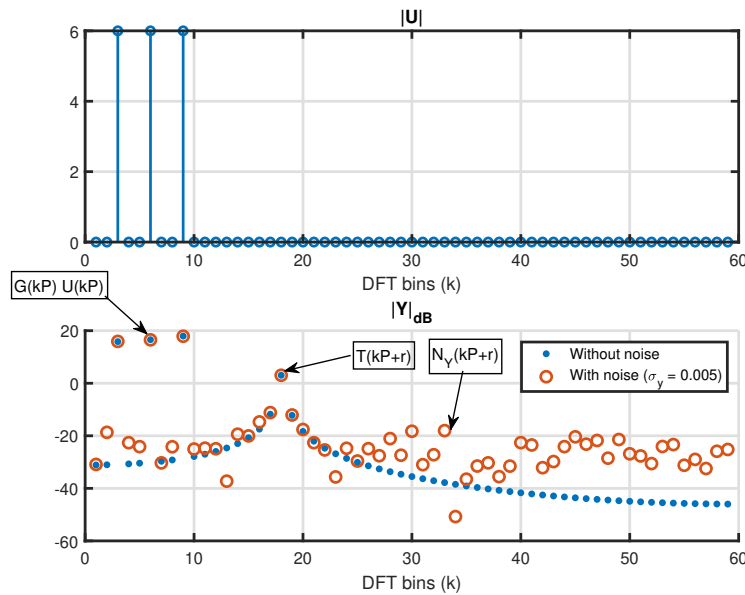 |U|
6
4
2
0
0 10 20 30 40 50 60
DFT bins (k)
G(kP) U(kP)
|Y|dB
20
0
-20
-40
-60
T(kP+r)
N_Y(kP+r)
Without noise
With noise (σ_y = 0.005)
0 10 20 30 40 50 60
DFT bins (k)